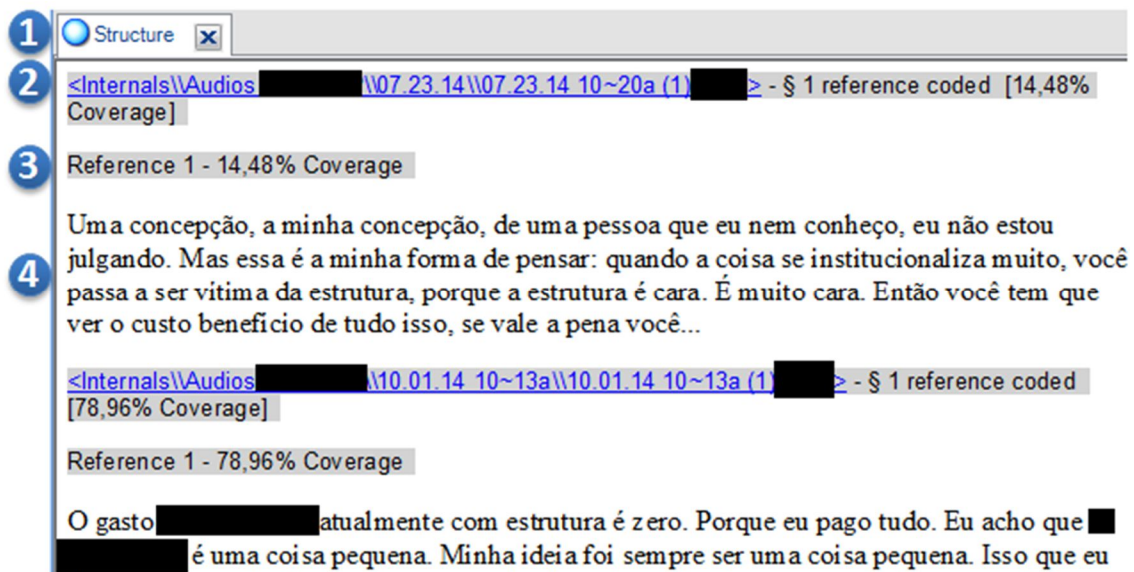 1 Structure x
2 <Internals\\Audios \\07.23.14\\07.23.14 10~20a (1) > - § 1 reference coded [14,48%
Coverage]
3 Reference 1 - 14,48% Coverage
Uma concepção, a minha concepção, de uma pessoa que eu nem conheço, eu não estou
4 julgando. Mas essa é a minha forma de pensar: quando a coisa se institucionaliza muito, você
passa a ser vítima da estrutura, porque a estrutura é cara. É muito cara. Então você tem que
ver o custo benefício de tudo isso, se vale a pena você...
<Internals\\Audios \\10.01.14 10~13a\\10.01.14 10~13a (1) > - § 1 reference coded
[78,96% Coverage]
Reference 1 - 78,96% Coverage
O gasto atualmente com estrutura é zero. Porque eu pago tudo. Eu acho que
é uma coisa pequena. Minha ideia foi sempre ser uma coisa pequena. Isso que eu